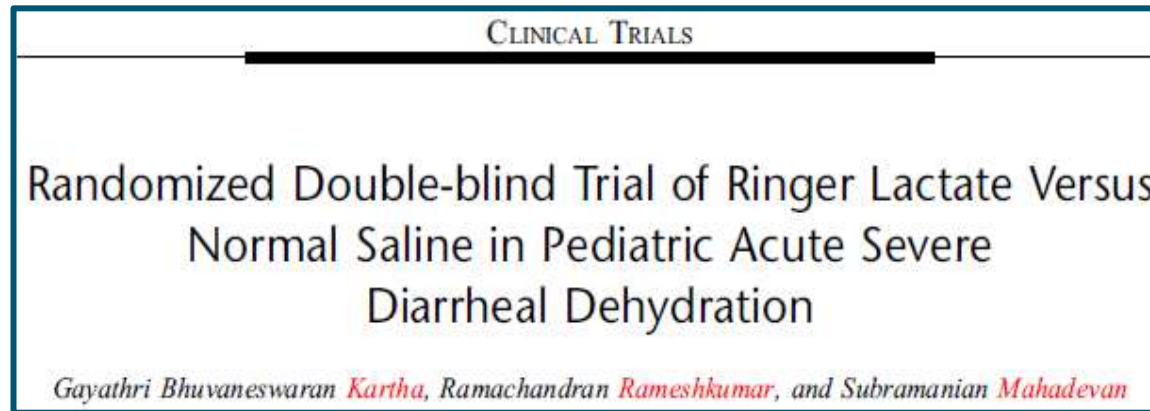 CLINICAL TRIALS
Randomized Double-blind Trial of Ringer Lactate Versus
Normal Saline in Pediatric Acute Severe
Diarrheal Dehydration
Gayathri Bhuvaneswaran Kartha, Ramachandran Rameshkumar, and Subramanian Mahadevan